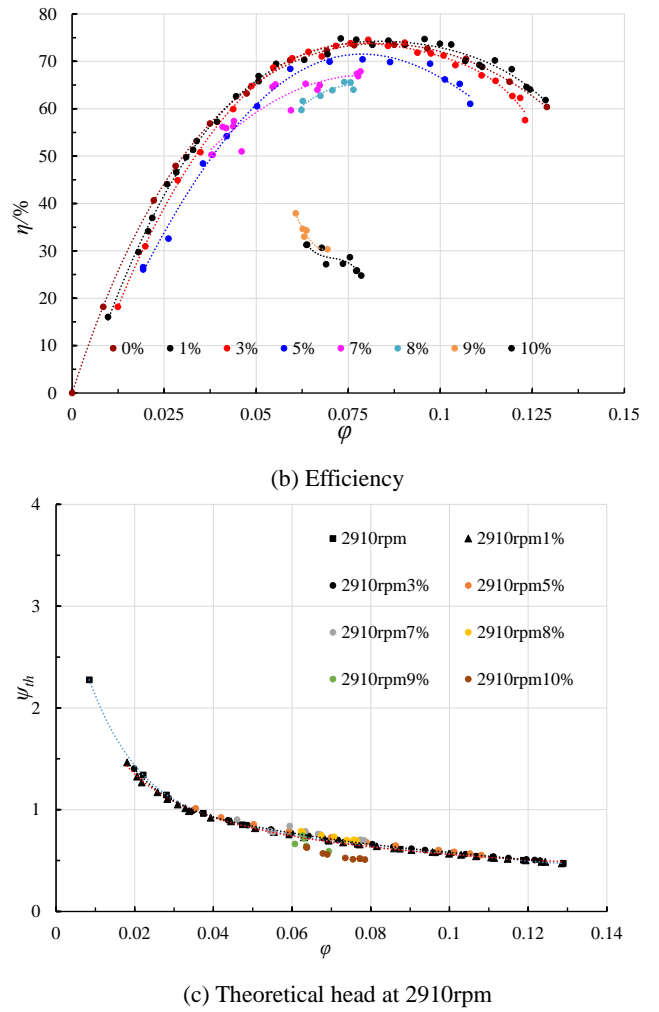 80
70
60
50
40
30
20
10
0
η/%
0% 1% 3% 5% 7% 8% 9% 10%
0 0.025 0.05 0.075 0.1 0.125 0.15
φ
(b) Efficiency
4
3
2
1
0
ψth
2910rpm 2910rpm1%
2910rpm3% 2910rpm5%
2910rpm7% 2910rpm8%
2910rpm9% 2910rpm10%
0 0.02 0.04 0.06 0.08 0.1 0.12 0.14
φ
(c) Theoretical head at 2910rpm